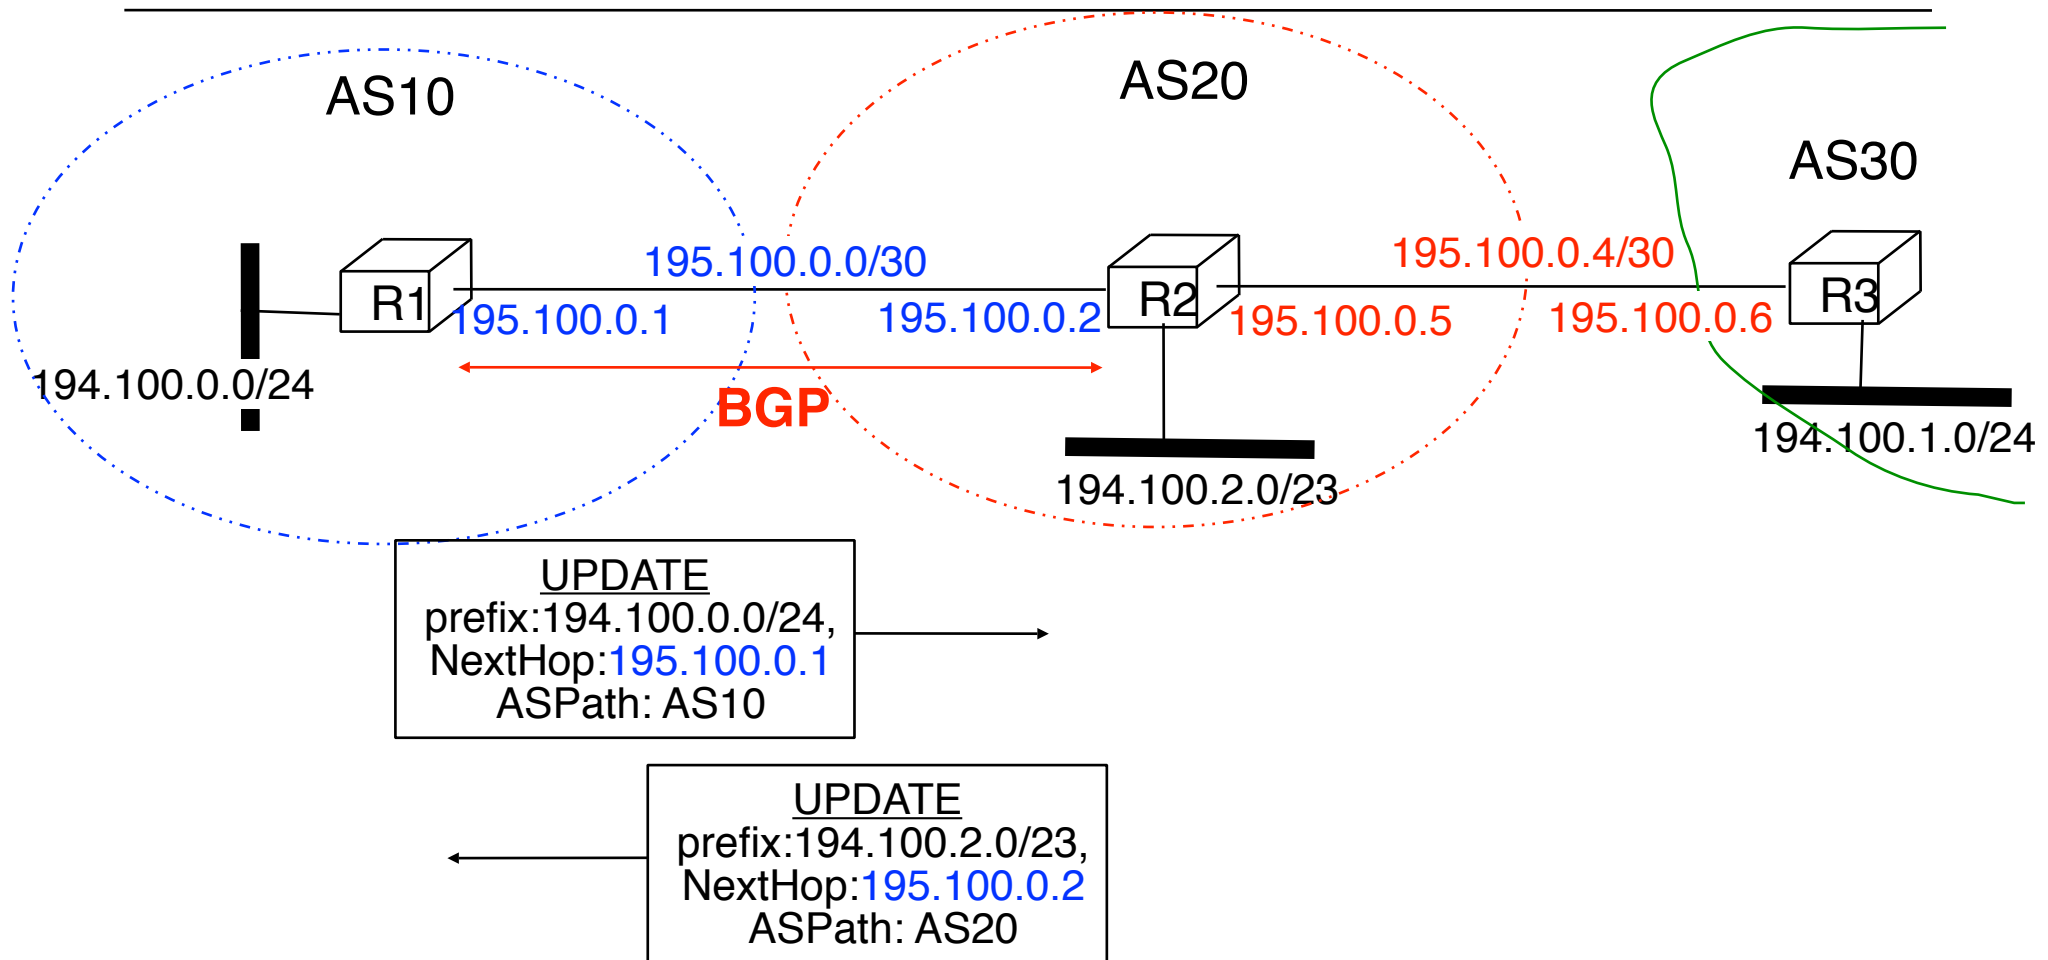 AS10
AS20
AS30
195.100.0.0/30
195.100.0.4/30
R1
R2
R3
195.100.0.1
195.100.0.2
195.100.0.5
195.100.0.6
194.100.0.0/24
BGP
194.100.1.0/24
194.100.2.0/23
UPDATE
prefix:194.100.0.0/24,
NextHop:195.100.0.1
ASPath: AS10
UPDATE
prefix:194.100.2.0/23,
NextHop:195.100.0.2
ASPath: AS20